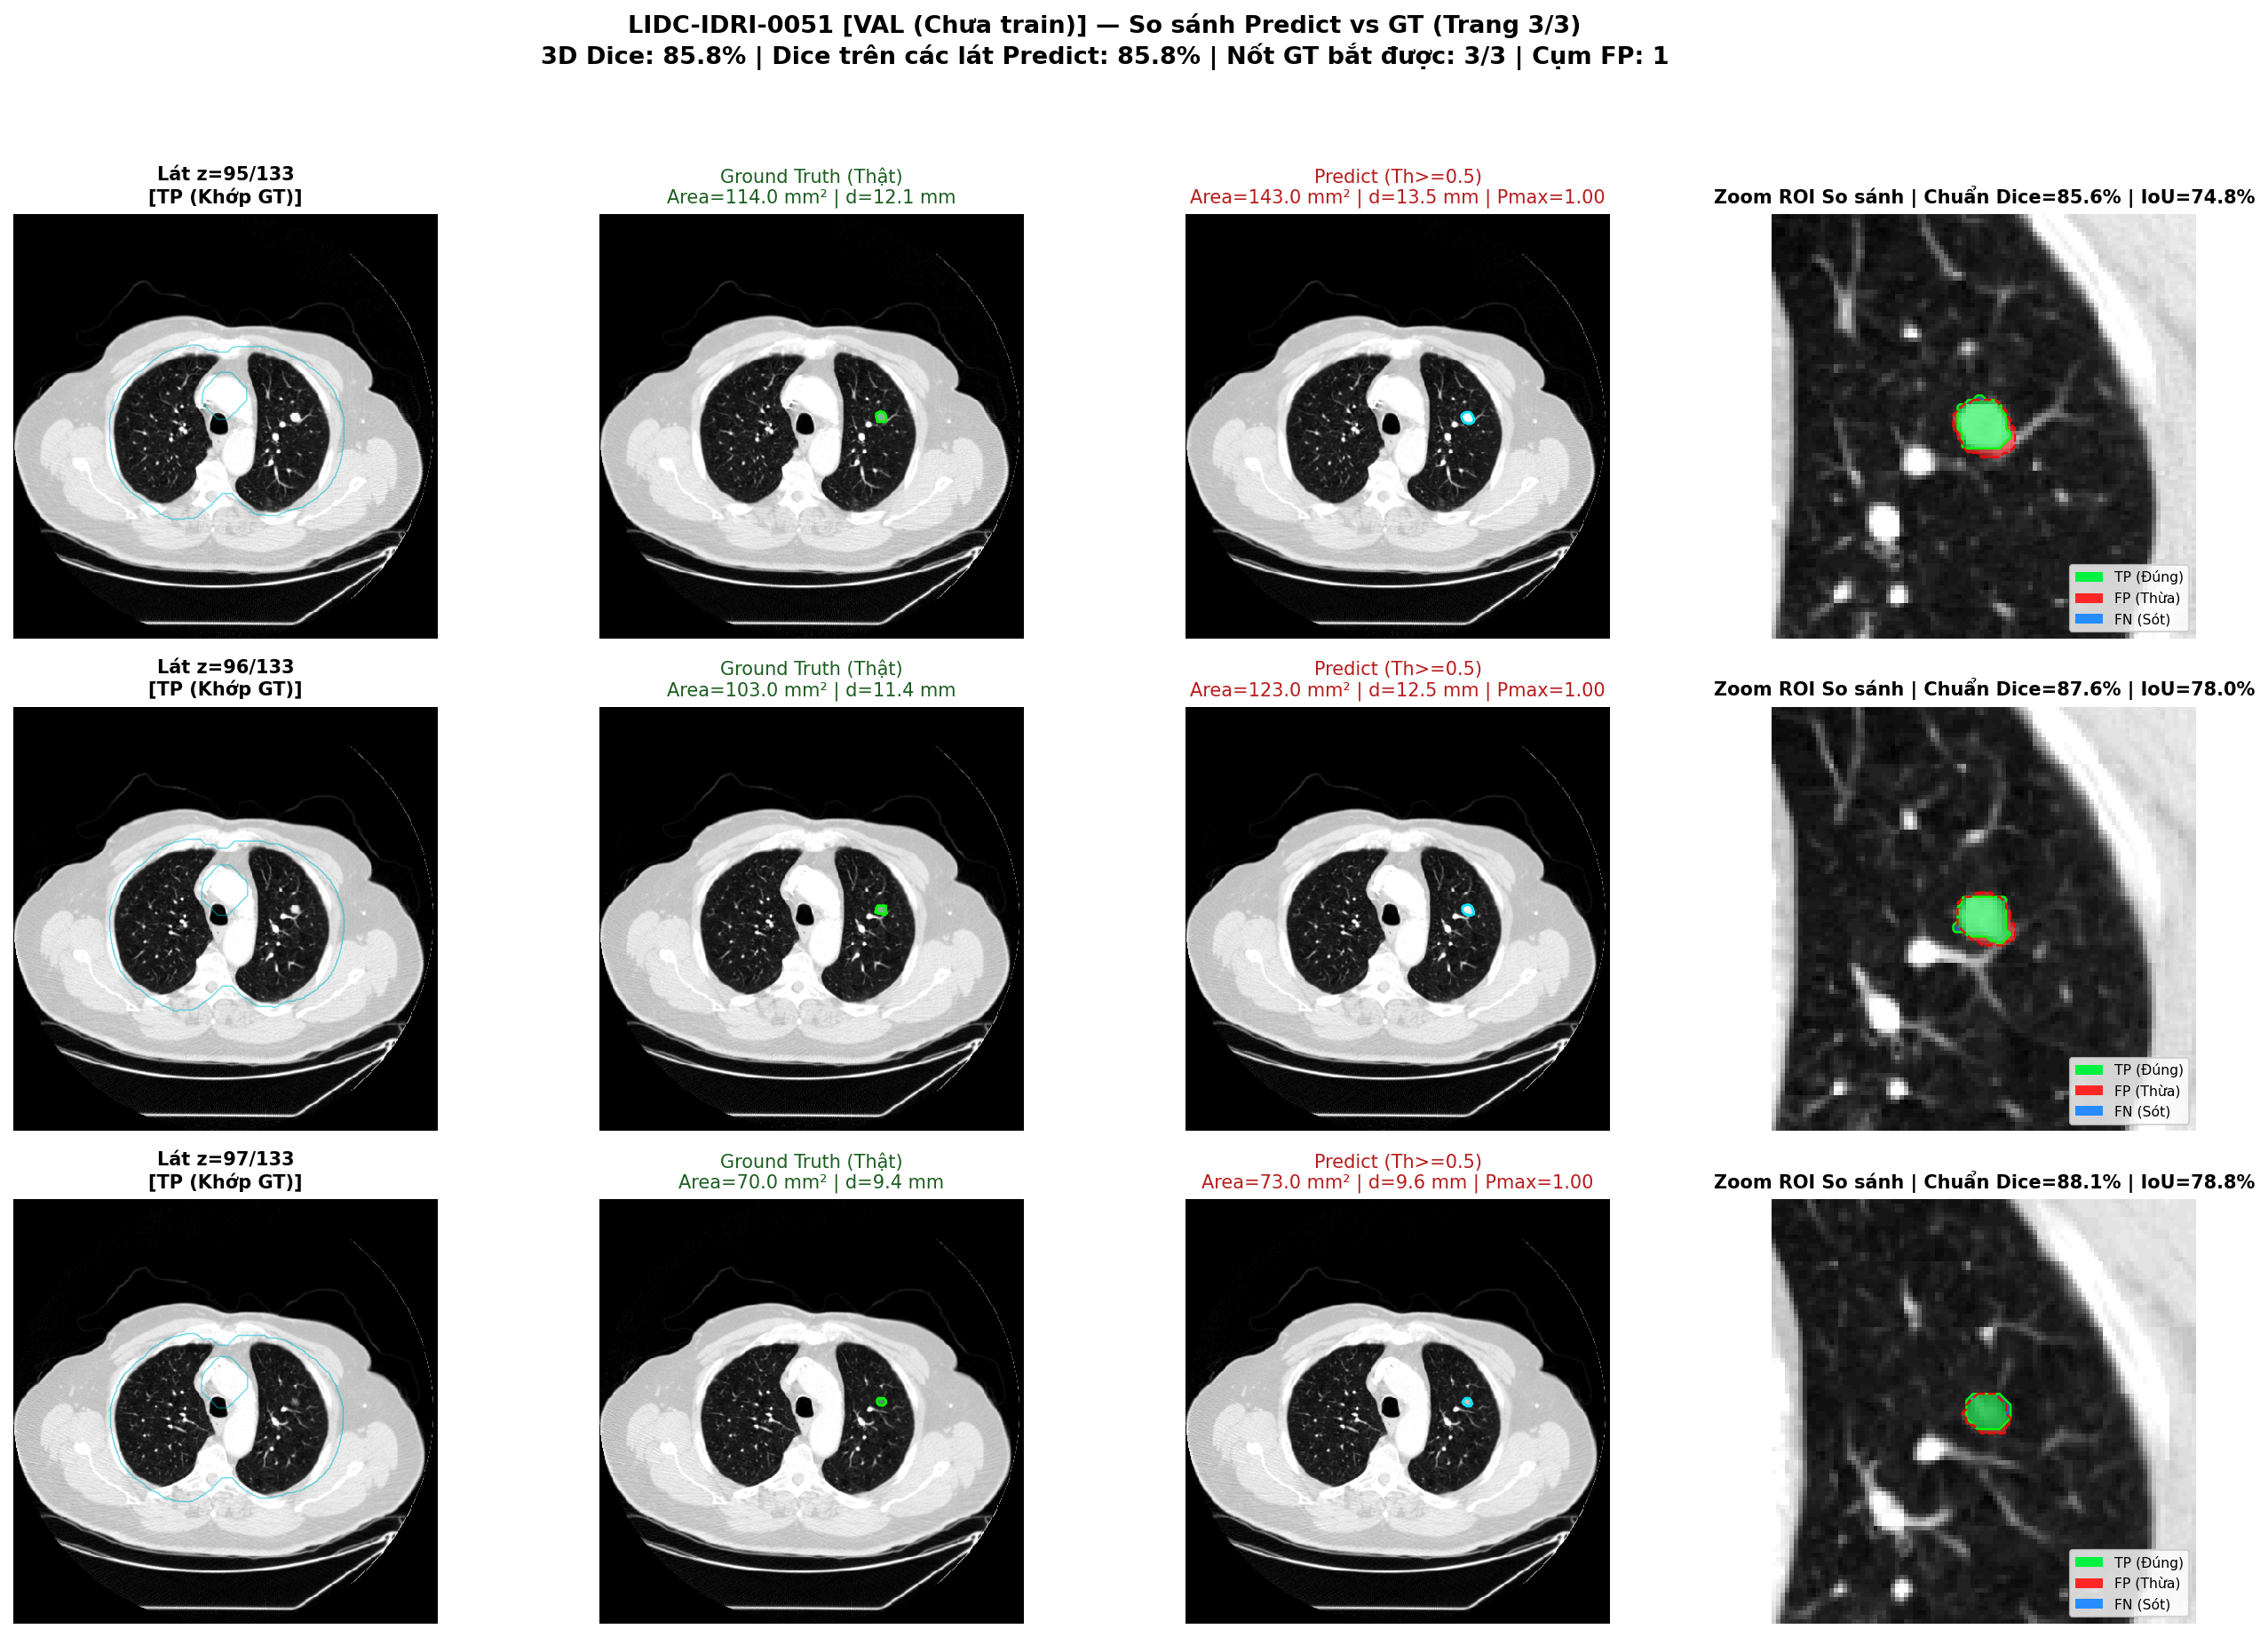 LIDC-IDRI-0051 [VAL (Chưa train)] — So sánh Predict vs GT (Trang 3/3)
3D Dice: 85.8% | Dice trên các lát Predict: 85.8% | Nốt GT bắt được: 3/3 | Cụm FP: 1
Lát z=95/133
[TP (Khớp GT)]
Ground Truth (Thật)
Area=114.0 mm² | d=12.1 mm
Predict (Th>=0.5)
Area=143.0 mm² | d=13.5 mm | Pmax=1.00
Zoom ROI So sánh | Chuẩn Dice=85.6% | IoU=74.8%
TP (Đúng)
FP (Thừa)
FN (Sót)
Lát z=96/133
[TP (Khớp GT)]
Ground Truth (Thật)
Area=103.0 mm² | d=11.4 mm
Predict (Th>=0.5)
Area=123.0 mm² | d=12.5 mm | Pmax=1.00
Zoom ROI So sánh | Chuẩn Dice=87.6% | IoU=78.0%
TP (Đúng)
FP (Thừa)
FN (Sót)
Lát z=97/133
[TP (Khớp GT)]
Ground Truth (Thật)
Area=70.0 mm² | d=9.4 mm
Predict (Th>=0.5)
Area=73.0 mm² | d=9.6 mm | Pmax=1.00
Zoom ROI So sánh | Chuẩn Dice=88.1% | IoU=78.8%
TP (Đúng)
FP (Thừa)
FN (Sót)